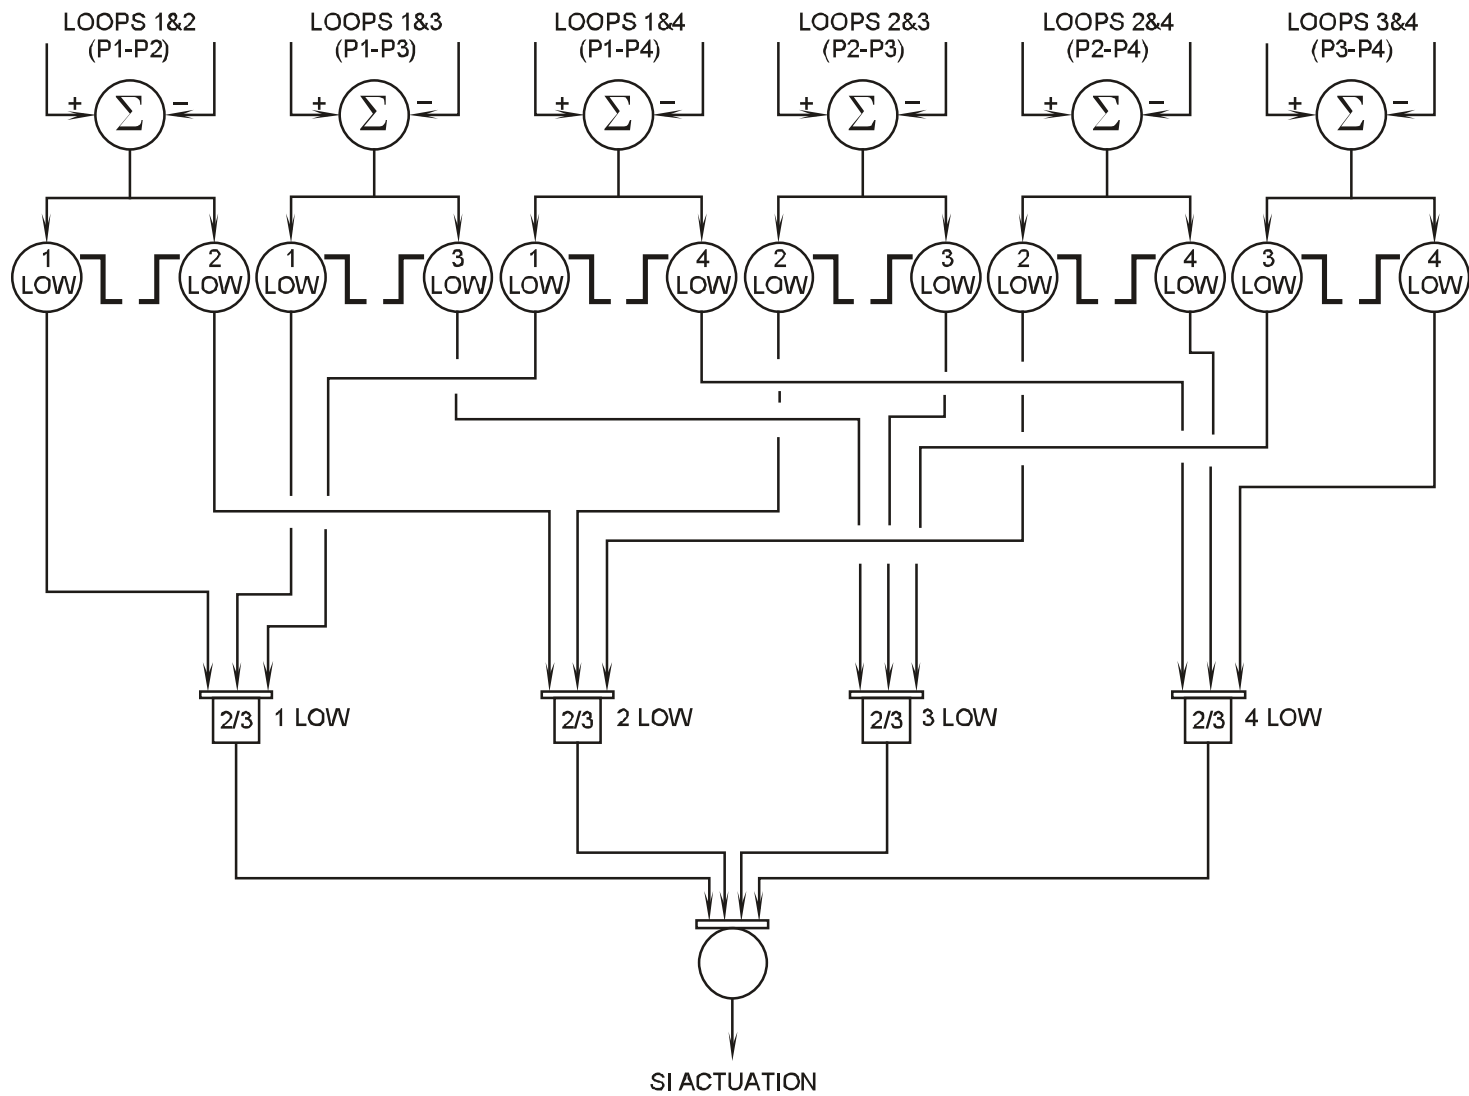 LOOPS 1&2 LOOPS 1&3 LOOPS 1&4 LOOPS 2&3 LOOPS 2&4 LOOPS 3&4
(P1-P2) (P1-P3) (P1-P4) (P2-P3) (P2-P4) (P3-P4)
+ − + − + − + − + − + −
Σ Σ Σ Σ Σ Σ
1 2 1 3 1 4 2 3 2 4 3 4
LOW LOW LOW LOW LOW LOW LOW LOW LOW LOW LOW LOW
2/3 1 LOW 2/3 2 LOW 2/3 3 LOW 2/3 4 LOW
SI ACTUATION